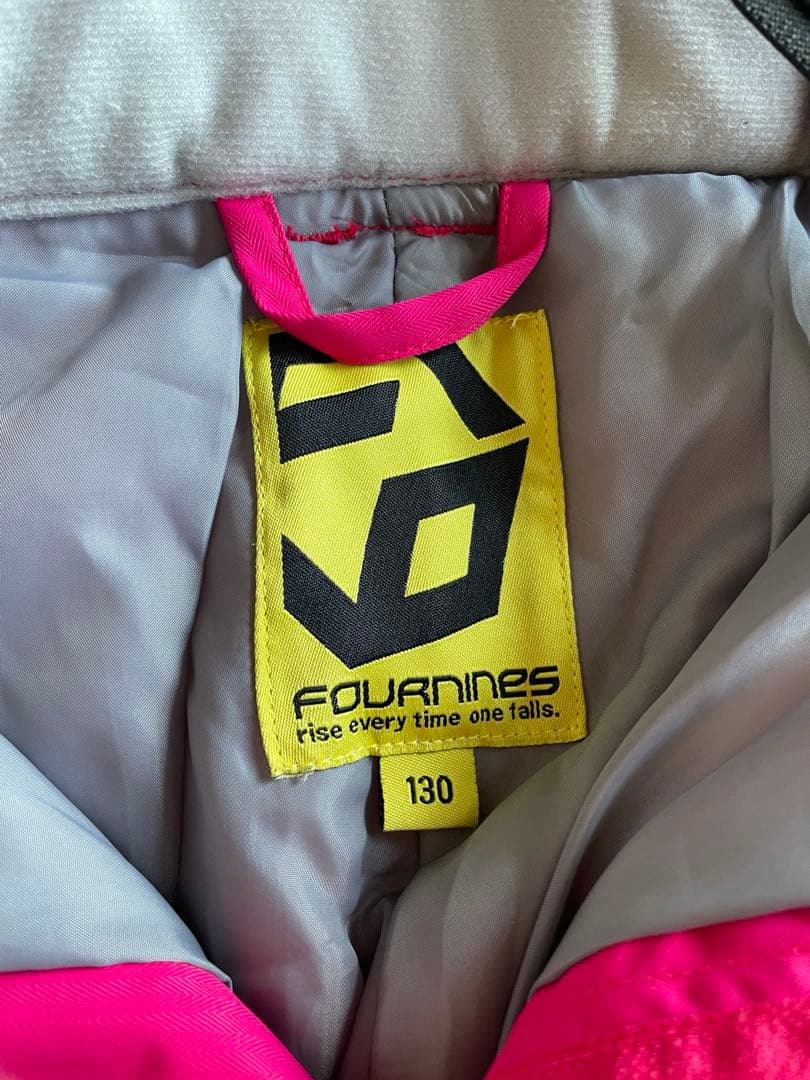 FOURNINES
rise every time one falls.
130